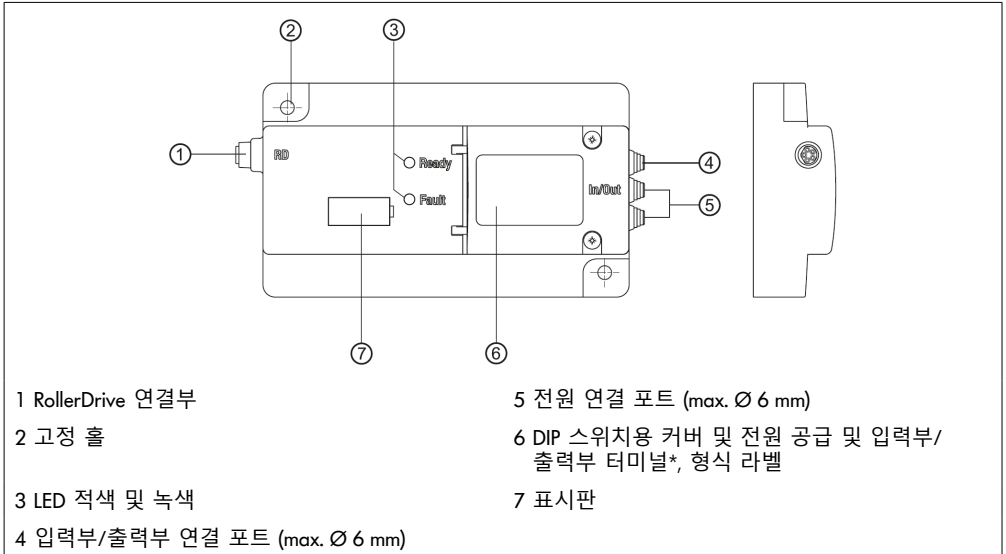 ② ③
① RD Ready ④
In/Out
Fault ⑤
⑦ ⑥
1 RollerDrive 연결부
2 고정 홀
3 LED 적색 및 녹색
4 입력부/출력부 연결 포트 (max. Ø 6 mm)
5 전원 연결 포트 (max. Ø 6 mm)
6 DIP 스위치용 커버 및 전원 공급 및 입력부/
출력부 터미널*, 형식 라벨
7 표시판